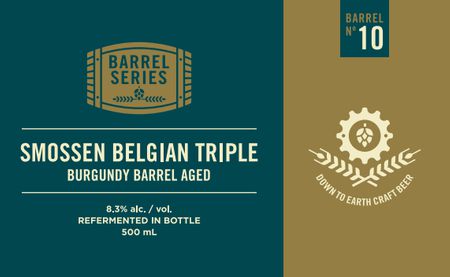 BARREL
SERIES
SMOSSEN BELGIAN TRIPLE
BURGUNDY BARREL AGED
8.3% alc. / vol.
REFERMENTED IN BOTTLE
500 mL
BARREL
Nº 10
DOWN TO EARTH CRAFT BEER